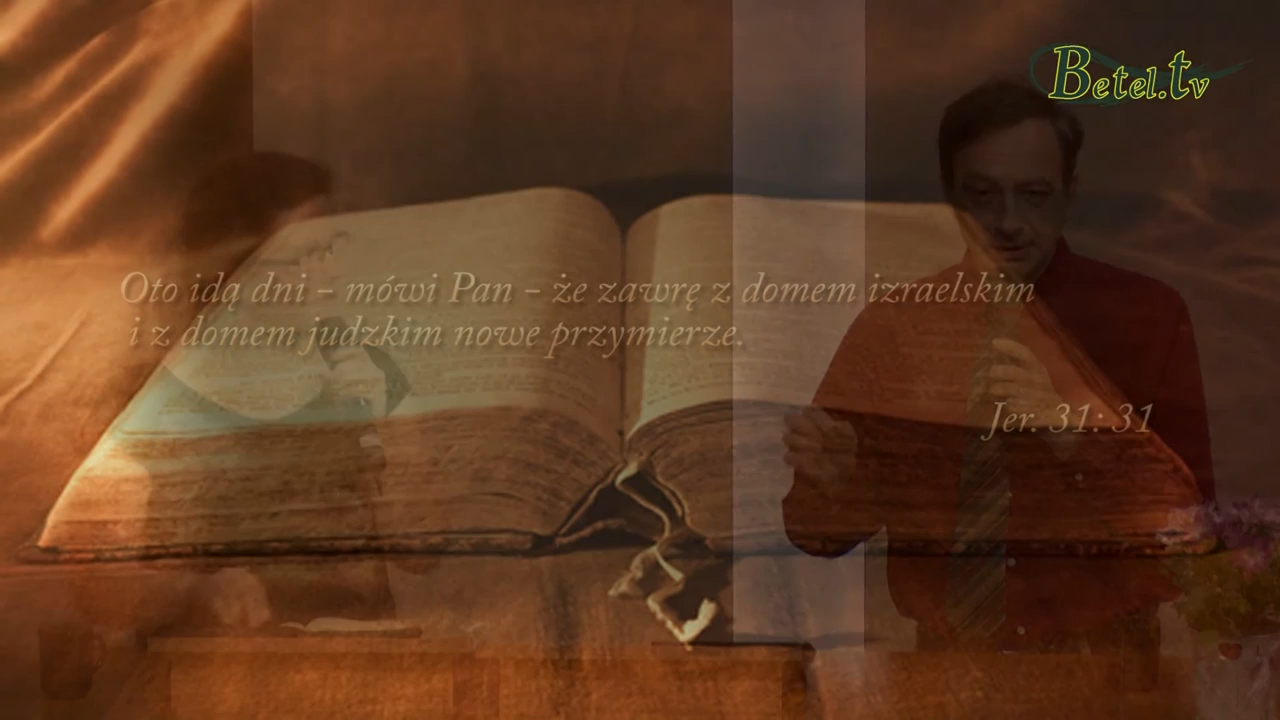 Betel.tv
Oto idą dni – mówi Pan – że zawrę z domem izraelskim
i z domem judzkim nowe przymierze.
Jer. 31: 31